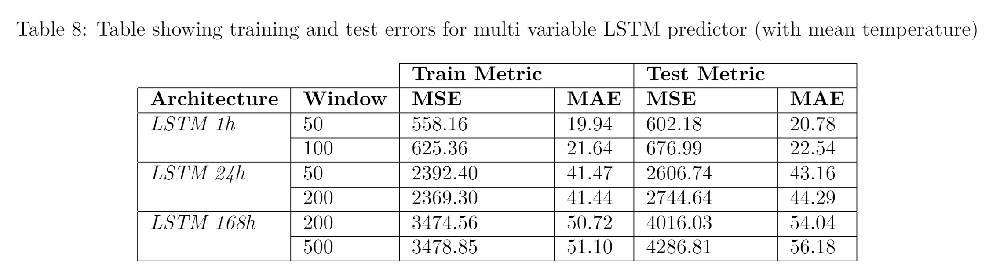 Table 8: Table showing training and test errors for multi variable LSTM predictor (with mean temperature)
Train Metric Test Metric
Architecture Window MSE MAE MSE MAE
LSTM 1h 50 558.16 19.94 602.18 20.78
100 625.36 21.64 676.99 22.54
LSTM 24h 50 2392.40 41.47 2606.74 43.16
200 2369.30 41.44 2744.64 44.29
LSTM 168h 200 3474.56 50.72 4016.03 54.04
500 3478.85 51.10 4286.81 56.18